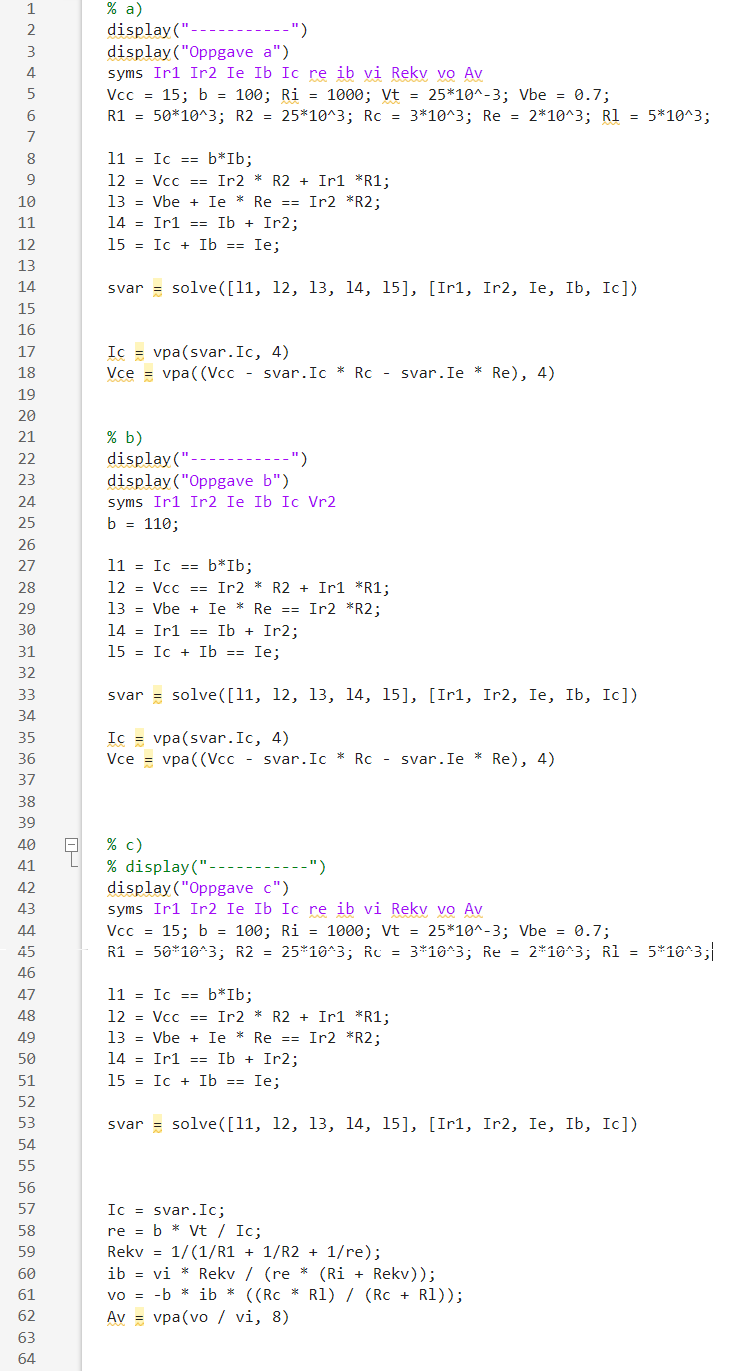 1 % a)
2 display("-----------")
3 display("Oppgave a")
4 syms Ir1 Ir2 Ie Ib Ic re ib vi Rekv vo Av
5 Vcc = 15; b = 100; Ri = 1000; Vt = 25*10^-3; Vbe = 0.7;
6 R1 = 50*10^3; R2 = 25*10^3; Rc = 3*10^3; Re = 2*10^3; Rl = 5*10^3;
7
8 l1 = Ic == b*Ib;
9 l2 = Vcc == Ir2 * R2 + Ir1 *R1;
10 l3 = Vbe + Ie * Re == Ir2 *R2;
11 l4 = Ir1 == Ib + Ir2;
12 l5 = Ic + Ib == Ie;
13
14 svar = solve([l1, l2, l3, l4, l5], [Ir1, Ir2, Ie, Ib, Ic])
15
16
17 Ic = vpa(svar.Ic, 4)
18 Vce = vpa((Vcc - svar.Ic * Rc - svar.Ie * Re), 4)
19
20
21 % b)
22 display("-----------")
23 display("Oppgave b")
24 syms Ir1 Ir2 Ie Ib Ic Vr2
25 b = 110;
26
27 l1 = Ic == b*Ib;
28 l2 = Vcc == Ir2 * R2 + Ir1 *R1;
29 l3 = Vbe + Ie * Re == Ir2 *R2;
30 l4 = Ir1 == Ib + Ir2;
31 l5 = Ic + Ib == Ie;
32
33 svar = solve([l1, l2, l3, l4, l5], [Ir1, Ir2, Ie, Ib, Ic])
34
35 Ic = vpa(svar.Ic, 4)
36 Vce = vpa((Vcc - svar.Ic * Rc - svar.Ie * Re), 4)
37
38
39
40 % c)
41 % display("-----------")
42 display("Oppgave c")
43 syms Ir1 Ir2 Ie Ib Ic re ib vi Rekv vo Av
44 Vcc = 15; b = 100; Ri = 1000; Vt = 25*10^-3; Vbe = 0.7;
45 R1 = 50*10^3; R2 = 25*10^3; Rc = 3*10^3; Re = 2*10^3; Rl = 5*10^3;
46
47 l1 = Ic == b*Ib;
48 l2 = Vcc == Ir2 * R2 + Ir1 *R1;
49 l3 = Vbe + Ie * Re == Ir2 *R2;
50 l4 = Ir1 == Ib + Ir2;
51 l5 = Ic + Ib == Ie;
52
53 svar = solve([l1, l2, l3, l4, l5], [Ir1, Ir2, Ie, Ib, Ic])
54
55
56
57 Ic = svar.Ic;
58 re = b * Vt / Ic;
59 Rekv = 1/(1/R1 + 1/R2 + 1/re);
60 ib = vi * Rekv / (re * (Ri + Rekv));
61 vo = -b * ib * ((Rc * Rl) / (Rc + Rl));
62 Av = vpa(vo / vi, 8)
63
64